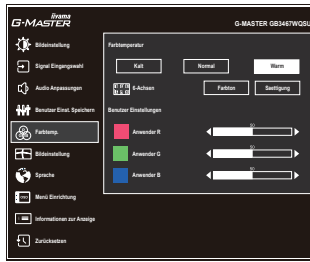 iiyama
G-MASTER
G-MASTER GB3467WQSU
Bildeinstellung
Signal Eingangswahl
Audio Anpassungen
Benutzer Einst. Speichern
Farbtemp.
Bildeinstellung
Sprache
Menü Einrichtung
Informationen zur Anzeige
Zurücksetzen
Farbtemperatur
Kalt
Normal
Warm
6-Achsen
Farbton
Saettigung
Benutzer Einstellungen
Anwender R
50
Anwender G
50
Anwender B
50